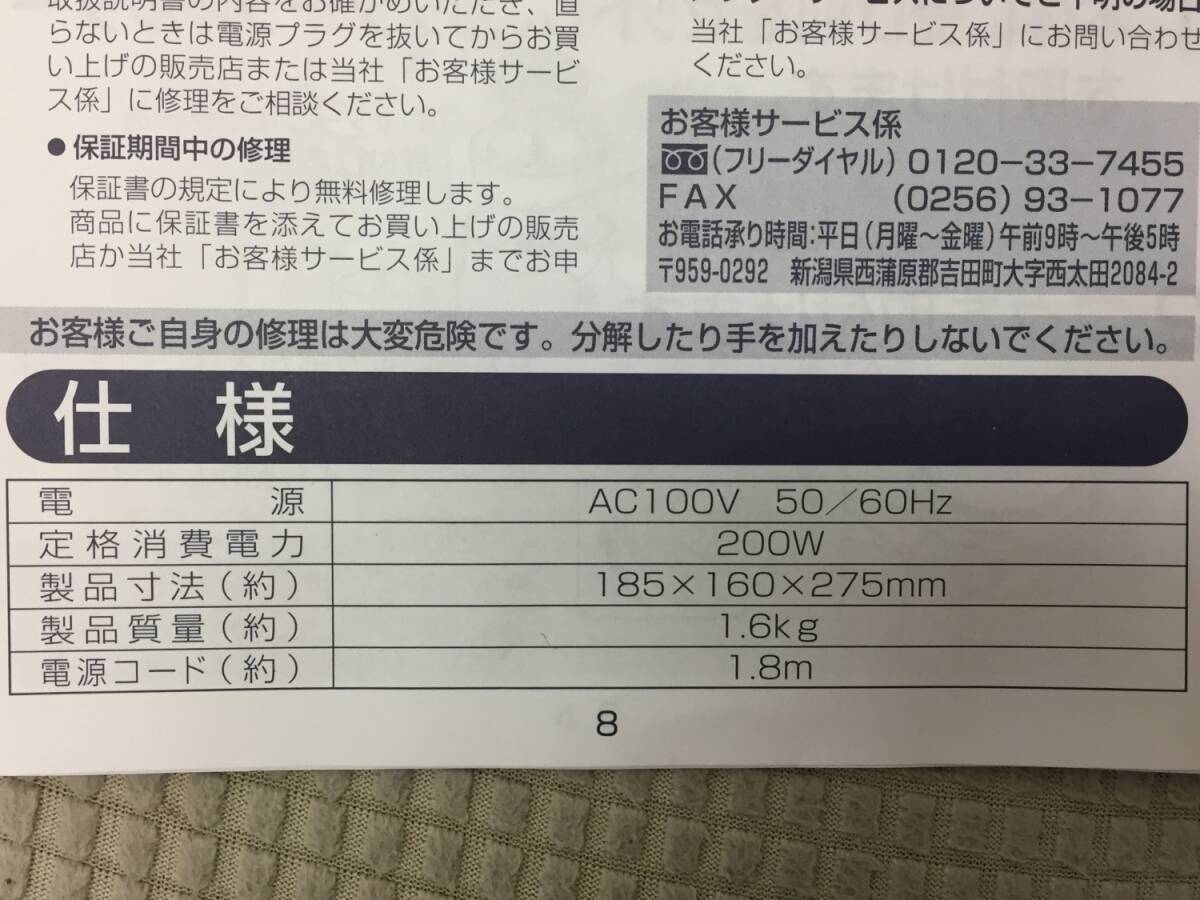 取扱説明書の内容をお確かめいただき、直
らないときは電源プラグを抜いてからお買
い上げの販売店または当社「お客様サービ
ス係」に修理をご相談ください。
●保証期間中の修理
保証書の規定により無料修理します。
商品に保証書を添えてお買い上げの販売
店か当社「お客様サービス係」までお申
当社「お客様サービス係」にお問い合わせ
ください。
お客様サービス係
(フリーダイヤル) 0120-33-7455
FAX (0256) 93-1077
お電話承り時間:平日(月曜〜金曜)午前9時〜午後5時
〒959-0292 新潟県西蒲原郡吉田町大字西太田2084-2
お客様ご自身の修理は大変危険です。分解したり手を加えたりしないでください。
仕様
電源 AC100V 50/60Hz
定格消費電力 200W
製品寸法(約) 185×160×275mm
製品質量(約) 1.6kg
電源コード(約) 1.8m
8